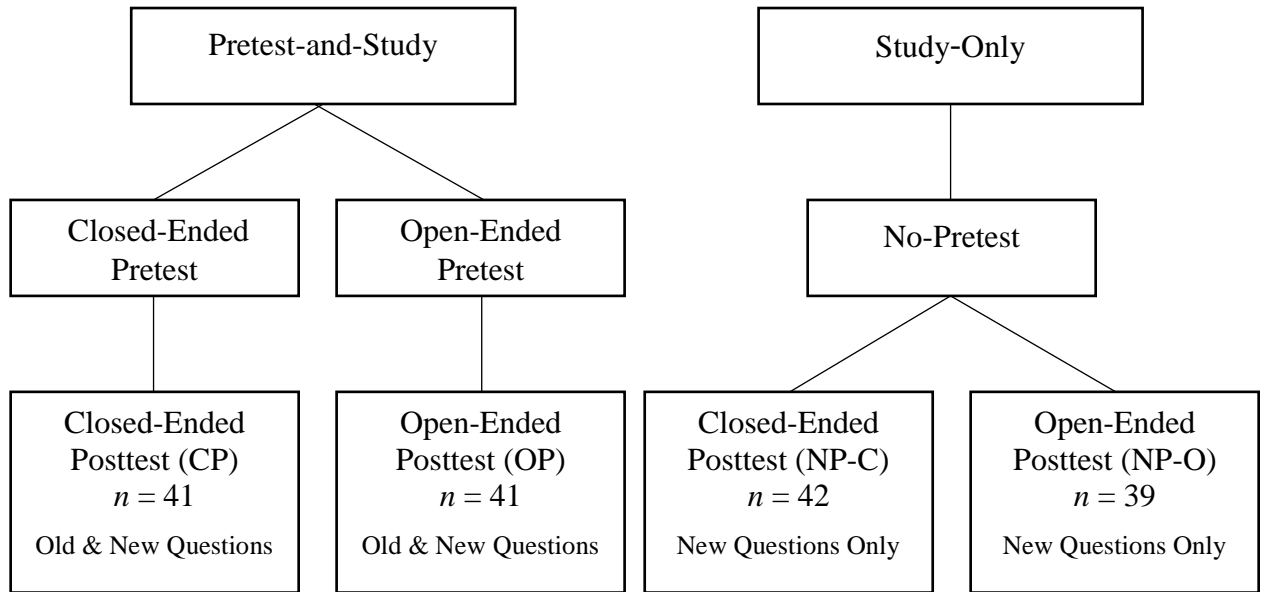 Pretest-and-Study
Study-Only
Closed-Ended
Pretest
Open-Ended
Pretest
No-Pretest
Closed-Ended
Posttest (CP)
n = 41
Old & New Questions
Open-Ended
Posttest (OP)
n = 41
Old & New Questions
Closed-Ended
Posttest (NP-C)
n = 42
New Questions Only
Open-Ended
Posttest (NP-O)
n = 39
New Questions Only